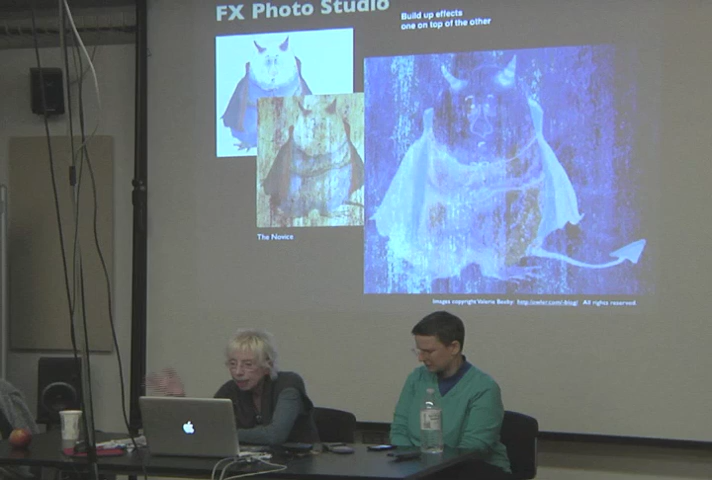 FX Photo Studio
Build up effects
one on top of the other
The Novice
Images copyright Valerie Beeby: All rights reserved.